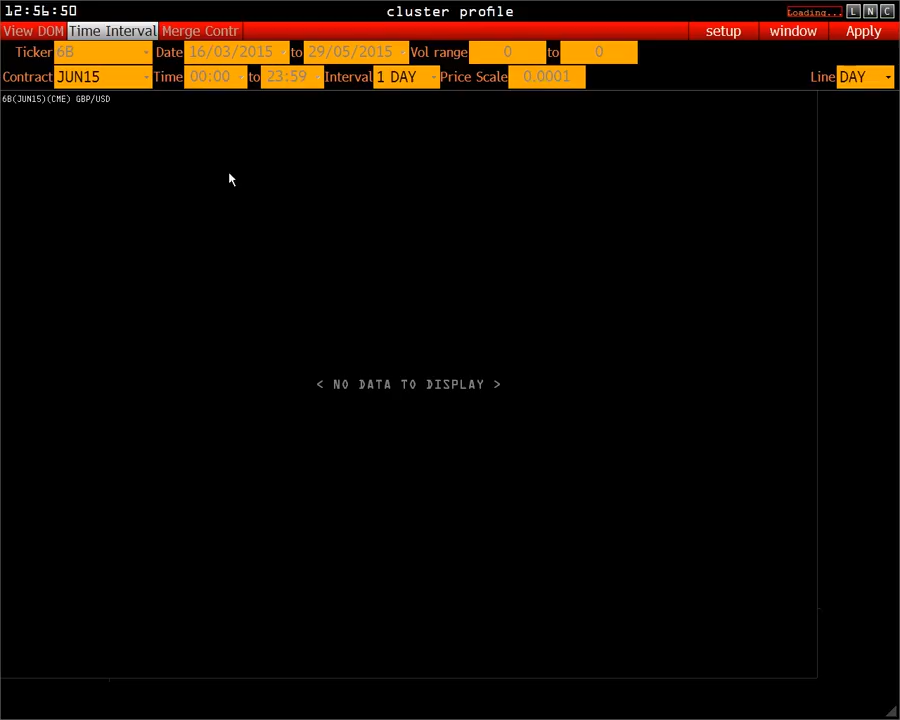 12:56:50 cluster profile Loading... L N C
View DOM Time Interval Merge Contr setup window Apply
Ticker 6B Date 16/03/2015 to 29/05/2015 Vol range 0 to 0
Contract JUN15 Time 00:00 to 23:59 Interval 1 DAY Price Scale 0.0001 Line DAY
6B(JUN15)(CME) GBP/USD
< NO DATA TO DISPLAY >